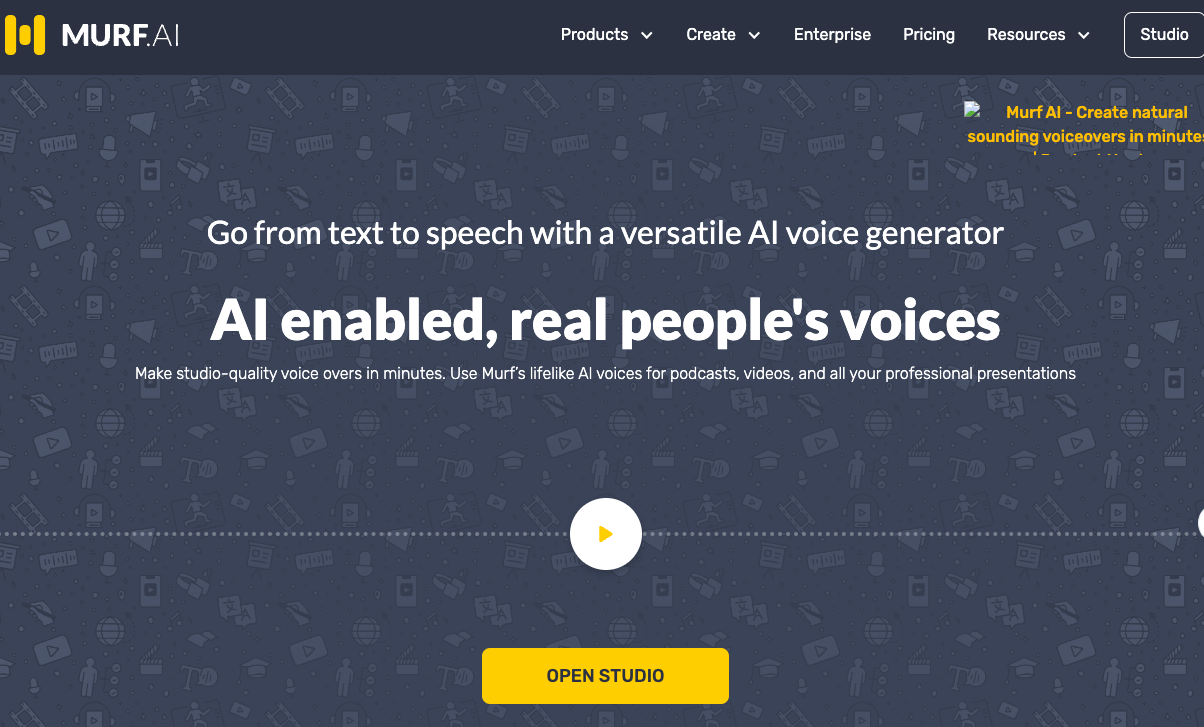 MURF.AI
Products
Create
Enterprise
Pricing
Resources
Studio
Murf AI - Create natural
sounding voiceovers in minutes
Go from text to speech with a versatile AI voice generator
AI enabled, real people's voices
Make studio-quality voice overs in minutes. Use Murf's lifelike AI voices for podcasts, videos, and all your professional presentations
OPEN STUDIO